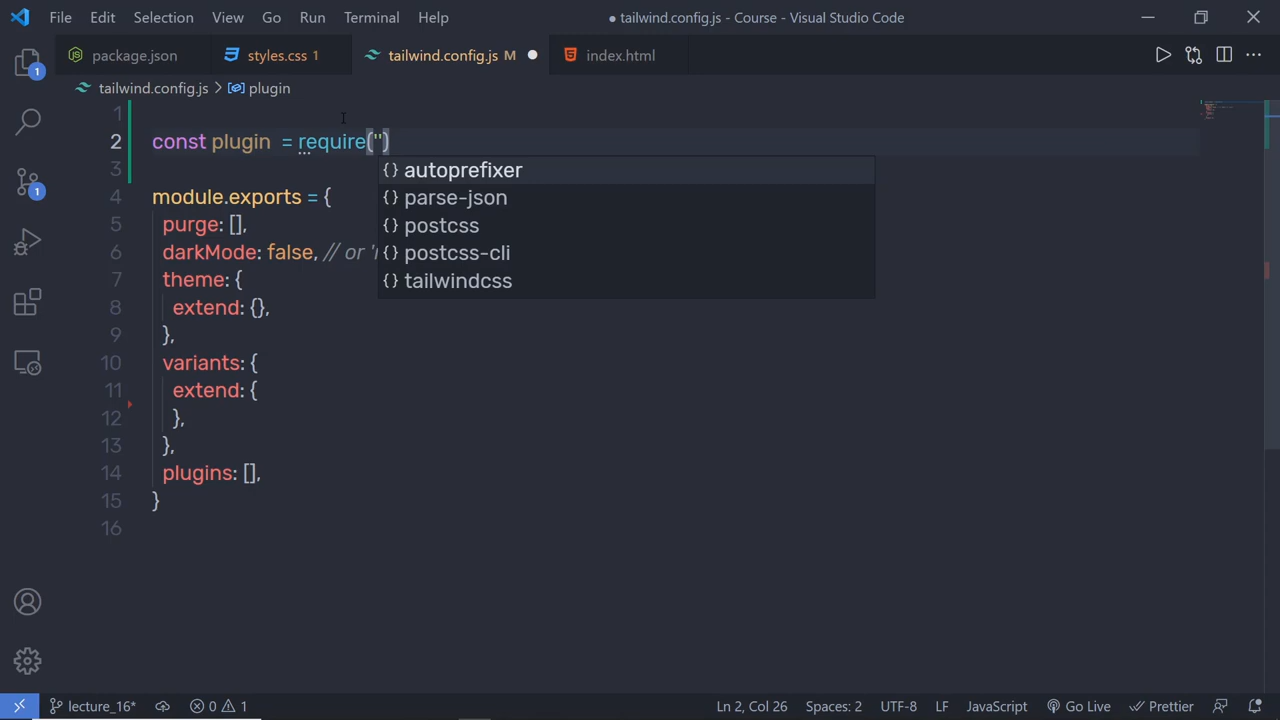 File Edit Selection View Go Run Terminal Help
● tailwind.config.js - Course - Visual Studio Code
package.json
styles.css 1
tailwind.config.js M
index.html
tailwind.config.js > plugin
1
2 const plugin = require('')
3
4 module.exports = {
5 purge: [],
6 darkMode: false, // or '
7 theme: {
8 extend: {},
9 },
10 variants: {
11 extend: {
12 },
13 },
14 plugins: [],
15 }
16
{} autoprefixer
{} parse-json
{} postcss
{} postcss-cli
{} tailwindcss
1
1
lecture_16* 0 1
Ln 2, Col 26 Spaces: 2 UTF-8 LF JavaScript Go Live Prettier